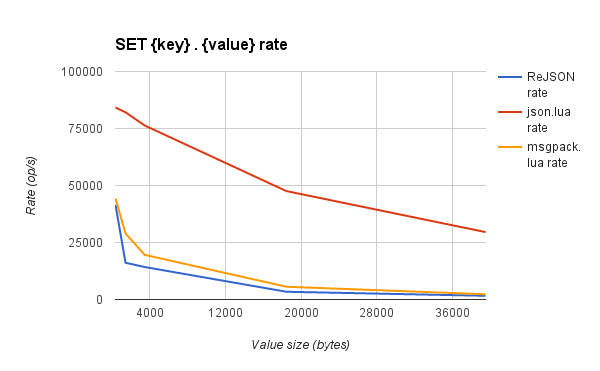 SET {key} . {value} rate
100000
75000
50000
25000
0
Rate (op/s)
4000 12000 20000 28000 36000
Value size (bytes)
ReJSON
rate
json.lua
rate
msgpack.
lua rate